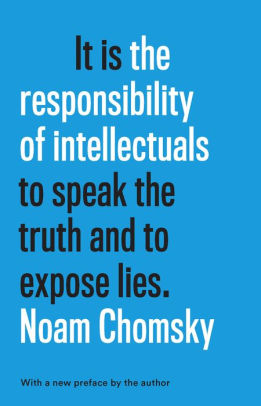 It is the
responsibility
of intellectuals
to speak the
truth and to
expose lies.
Noam Chomsky
With a new preface by the author